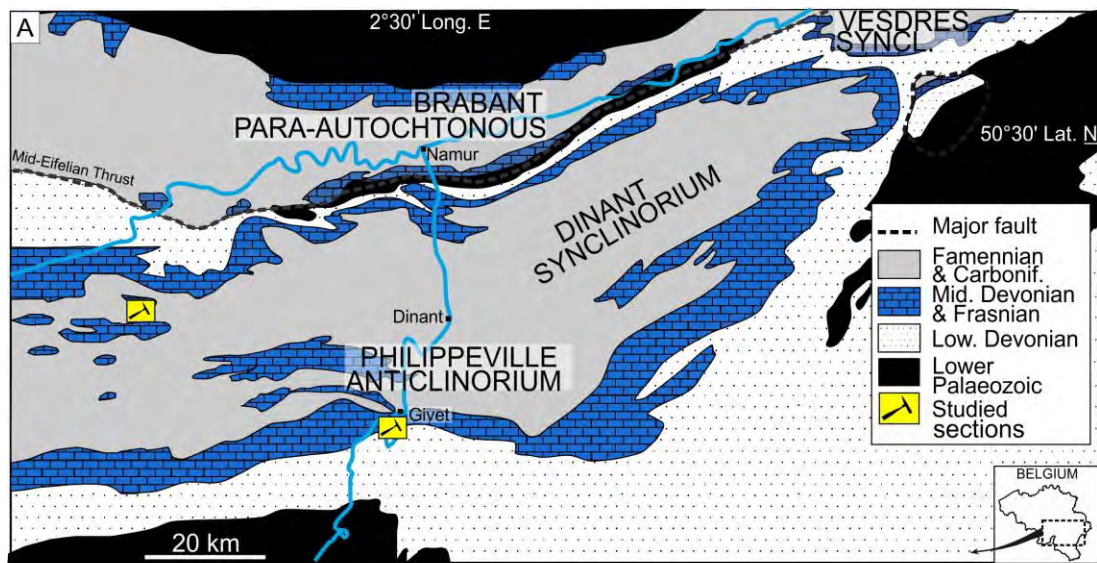 A
2°30' Long. E
VESDRES
SYNCL
BRABANT
PARA-AUTOCHTONOUS
50°30' Lat. N
Namur
Mid-Eifelian Thrust
DINANT
SYNCLINORIUM
Major fault
Famennian
& Carbonif.
Mid. Devonian
& Frasnian
Low. Devonian
Lower
Palaeozoic
Studied
sections
Dinant
PHILIPPEVILLE
ANTICLINORIUM
Givet
BELGIUM
20 km